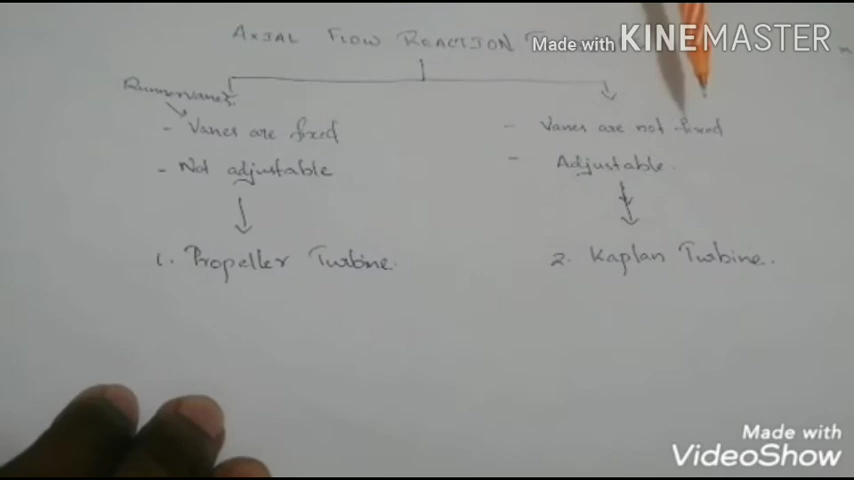 AXIAL FLOW REACTION
Made with KINEMASTER
Runner vanes
- Vanes are fixed
- Not adjustable
1. Propeller Turbine.
- Vanes are not fixed
- Adjustable.
2. Kaplan Turbine.
Made with
VideoShow